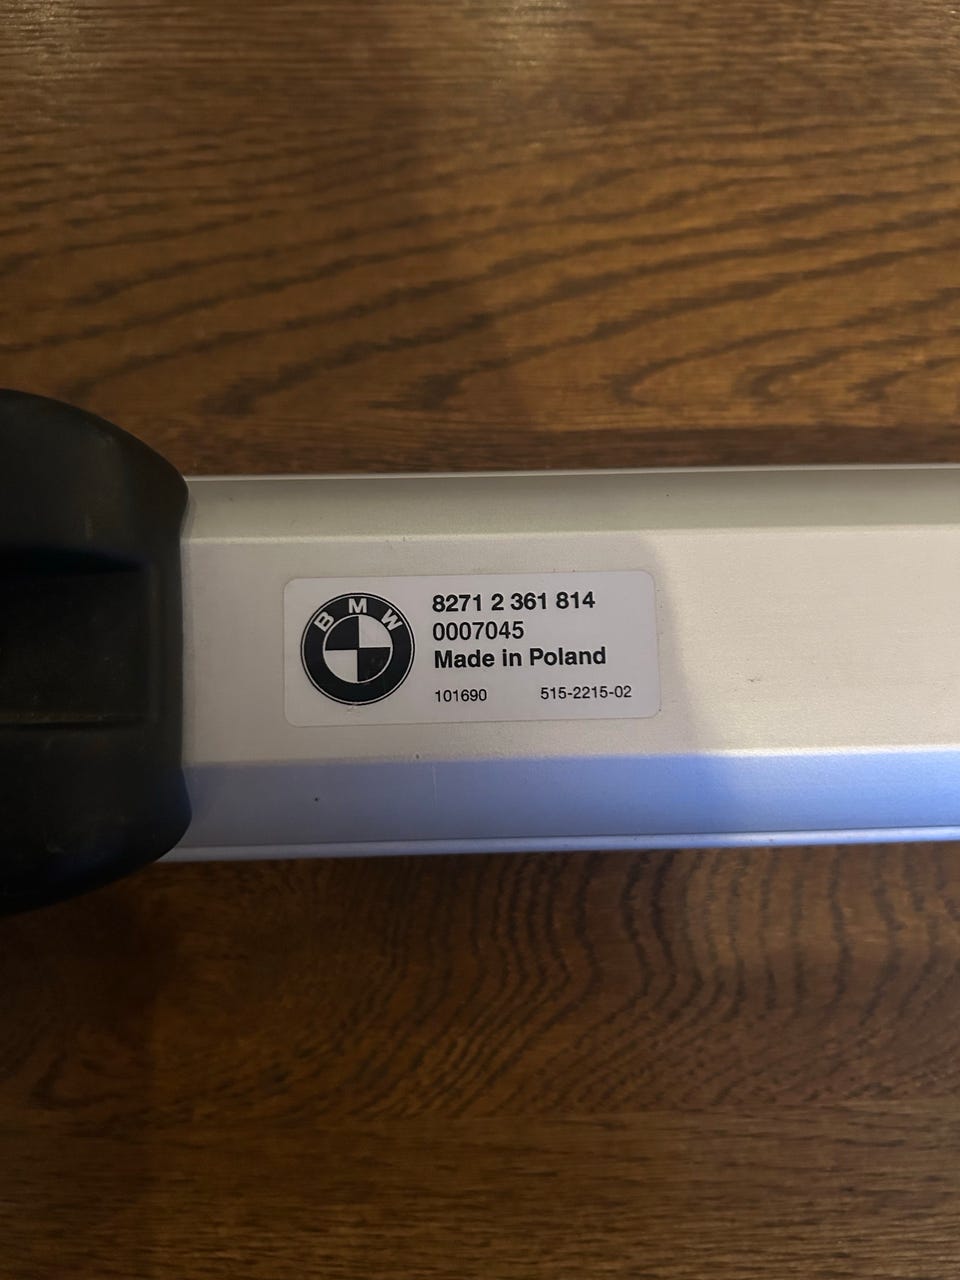 BMW
8271 2 361 814
0007045
Made in Poland
101690 515-2215-02